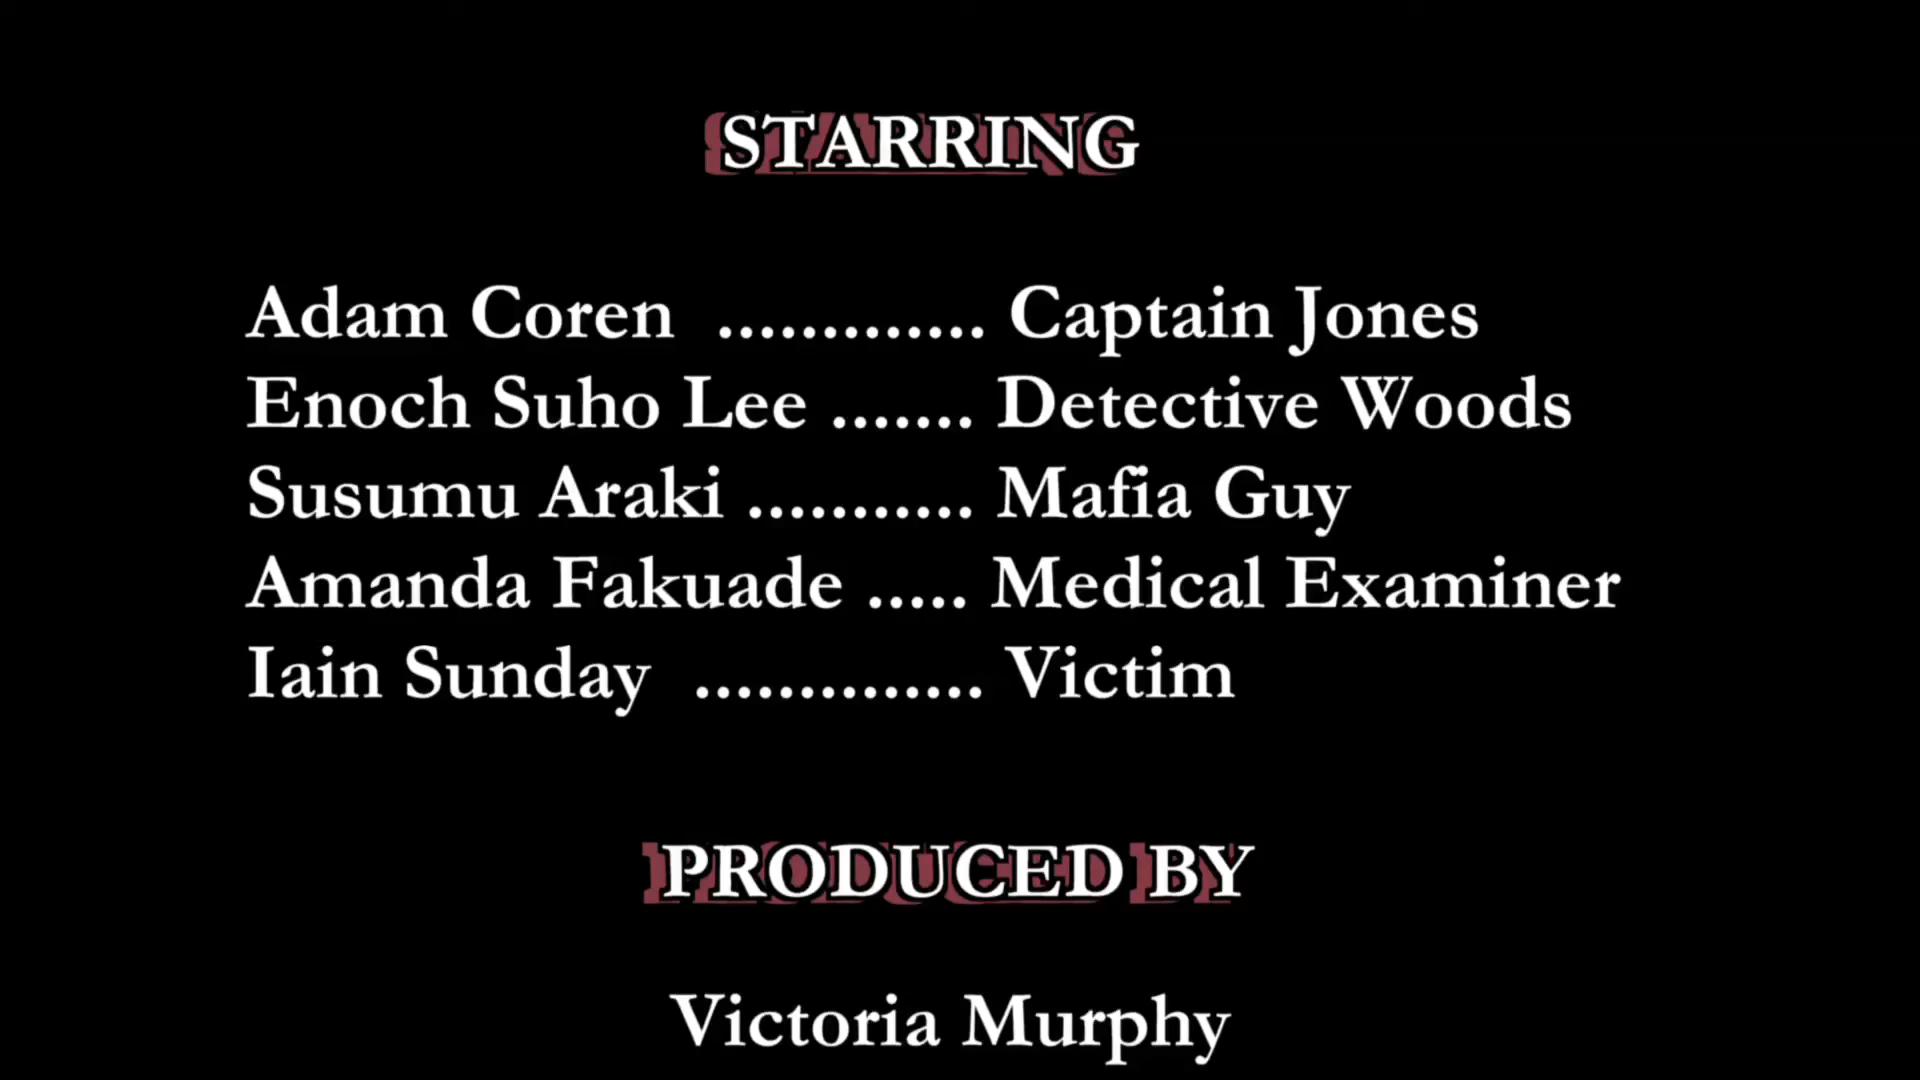 STARRING
Adam Coren ............. Captain Jones
Enoch Suho Lee ....... Detective Woods
Susumu Araki ........... Mafia Guy
Amanda Fakuade ..... Medical Examiner
Iain Sunday .............. Victim
PRODUCED BY
Victoria Murphy